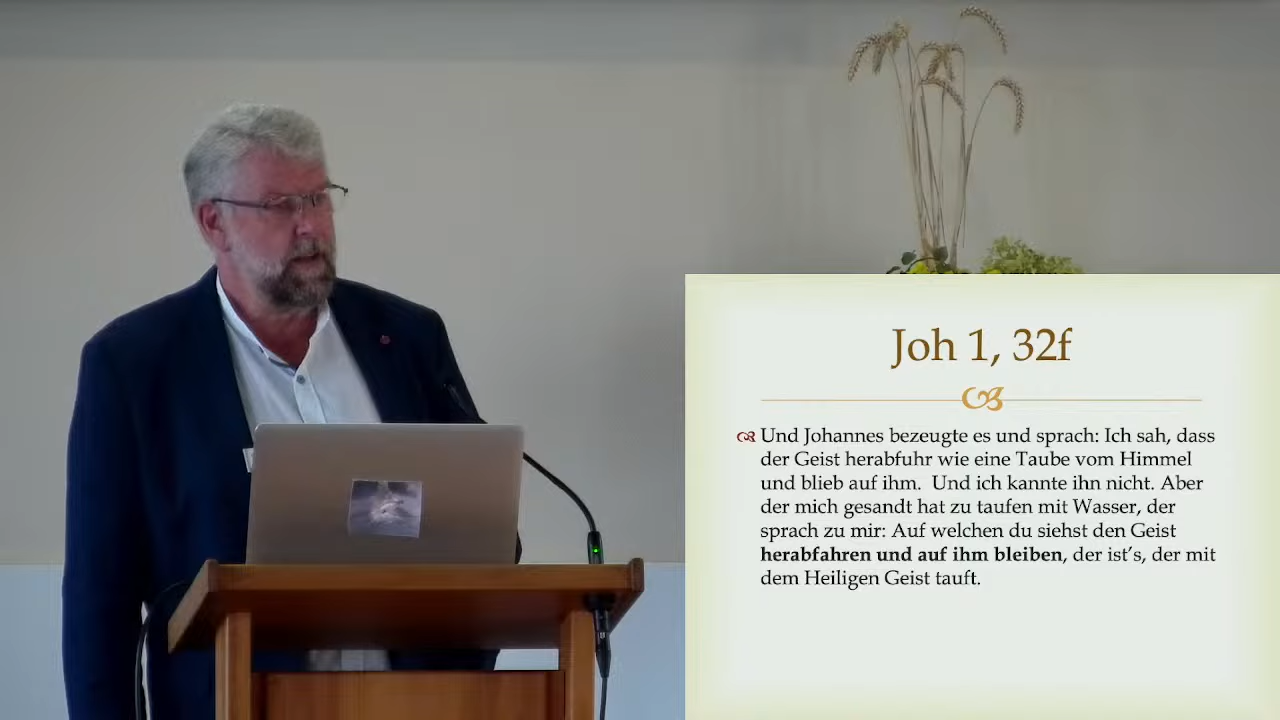 Joh 1, 32f
Und Johannes bezeugte es und sprach: Ich sah, dass
der Geist herabfuhr wie eine Taube vom Himmel
und blieb auf ihm.  Und ich kannte ihn nicht. Aber
der mich gesandt hat zu taufen mit Wasser, der
sprach zu mir: Auf welchen du siehst den Geist
herabfahren und auf ihm bleiben, der ist’s, der mit
dem Heiligen Geist tauft.